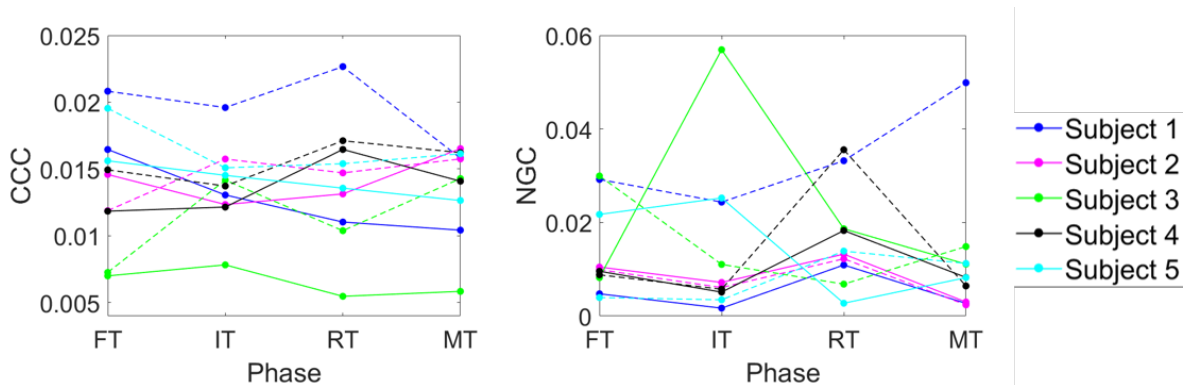 0.025
0.02
0.015
0.01
0.005
CCC
FT IT RT MT
Phase
0.06
0.04
0.02
0
NGC
FT IT RT MT
Phase
Subject 1
Subject 2
Subject 3
Subject 4
Subject 5